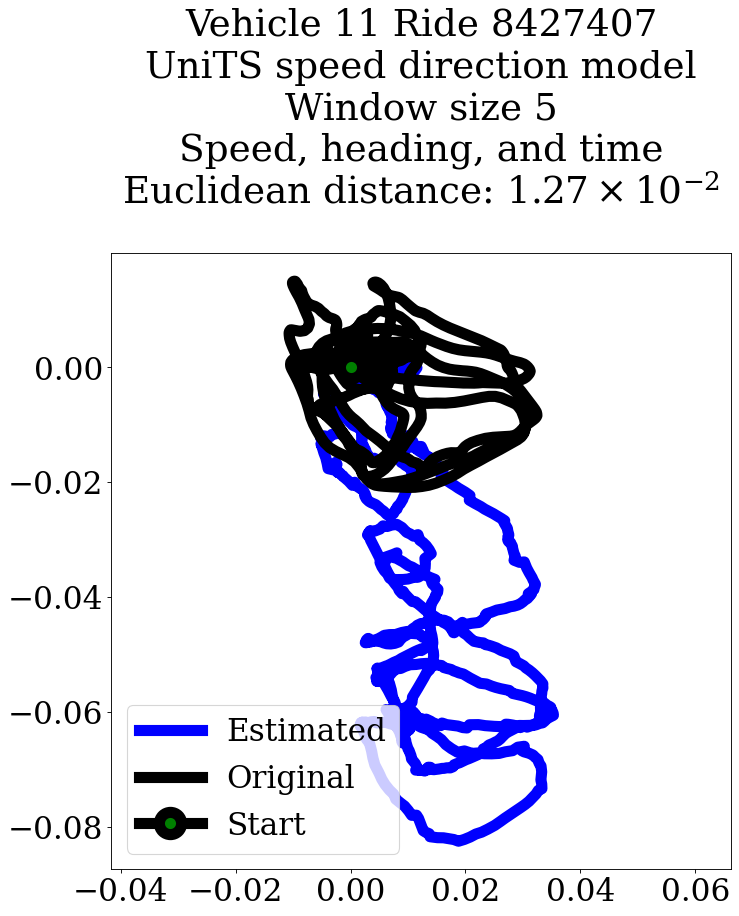 Vehicle 11 Ride 8427407
UniTS speed direction model
Window size 5
Speed, heading, and time
Euclidean distance: 1.27 × 10⁻²
0.00
−0.02
−0.04
−0.06
−0.08
Estimated
Original
Start
−0.04 −0.02 0.00 0.02 0.04 0.06